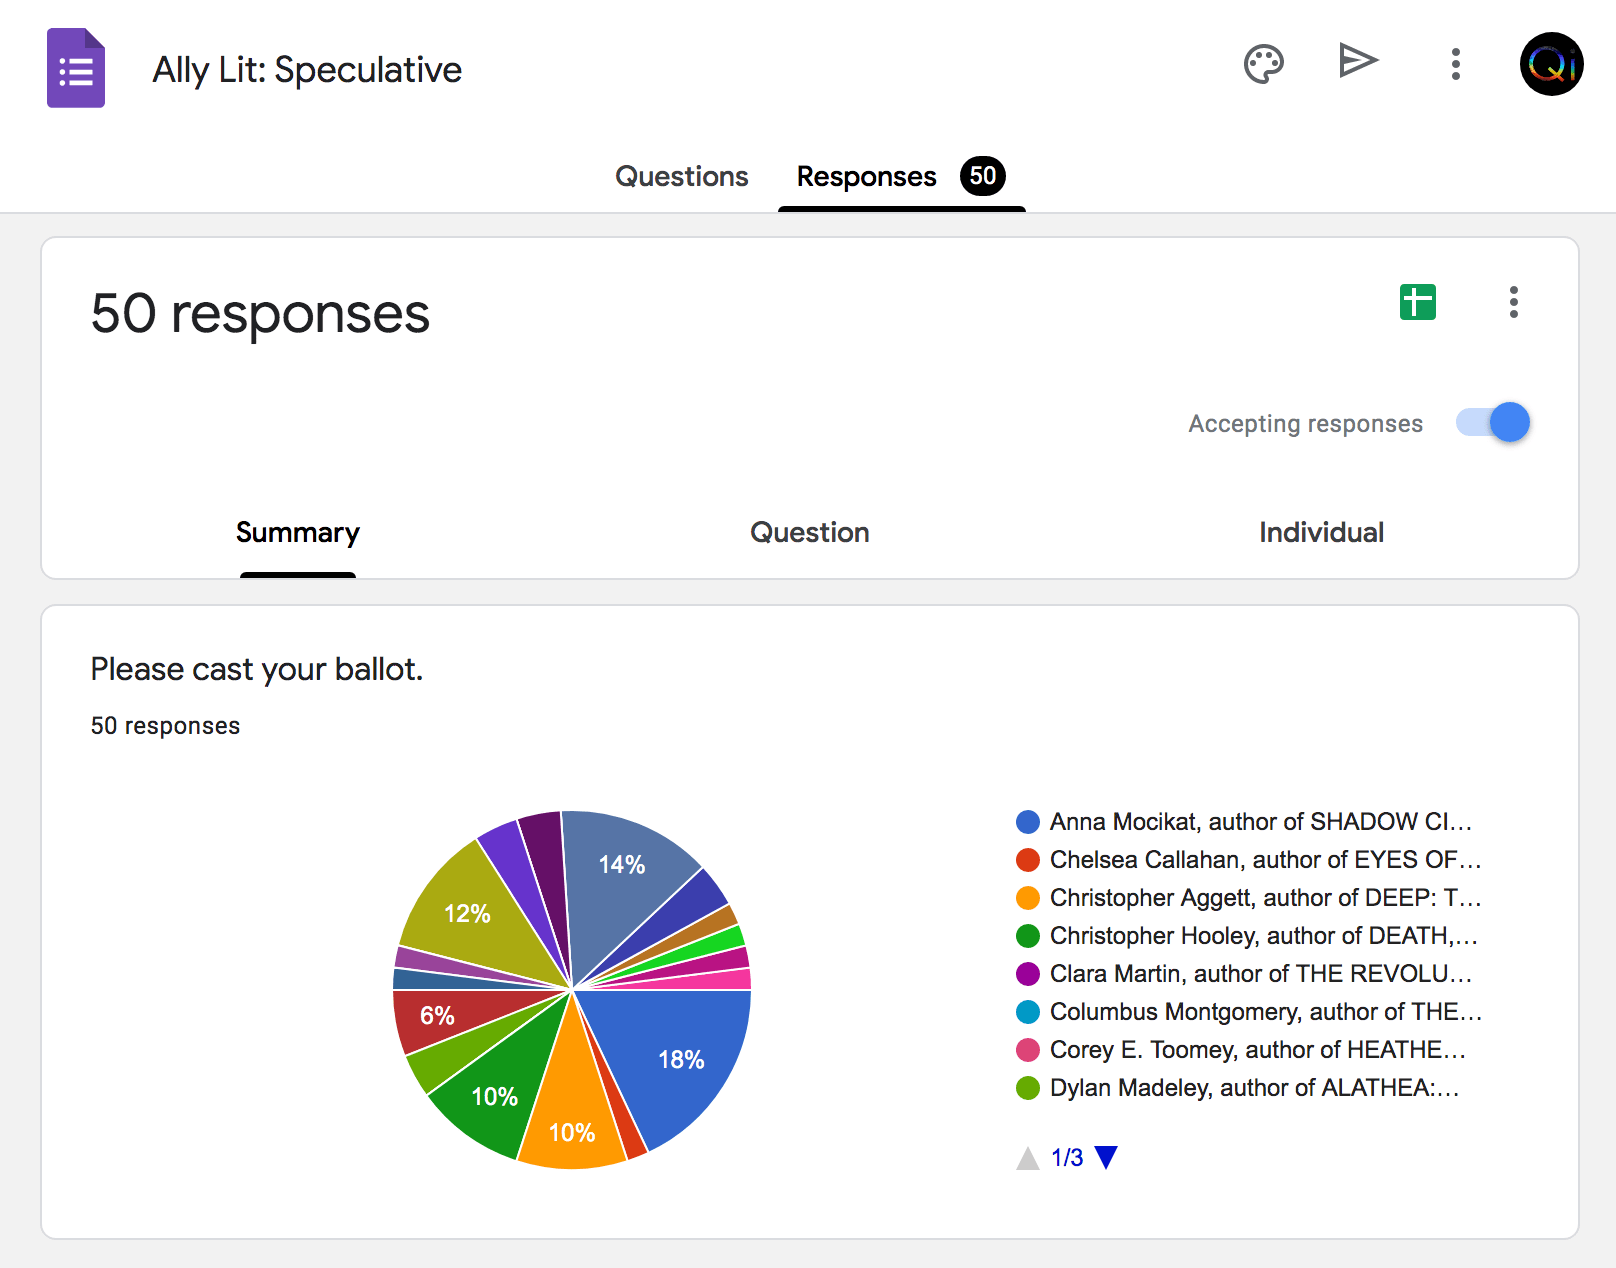 Ally Lit: Speculative
Qi
Questions
Responses 50
50 responses
Accepting responses
Summary
Question
Individual
Please cast your ballot.
50 responses
14%
12%
6%
18%
10%
10%
Anna Mocikat, author of SHADOW CI...
Chelsea Callahan, author of EYES OF...
Christopher Aggett, author of DEEP: T...
Christopher Hooley, author of DEATH,...
Clara Martin, author of THE REVOLU...
Columbus Montgomery, author of THE...
Corey E. Toomey, author of HEATHE...
Dylan Madeley, author of ALATHEA:...
1/3